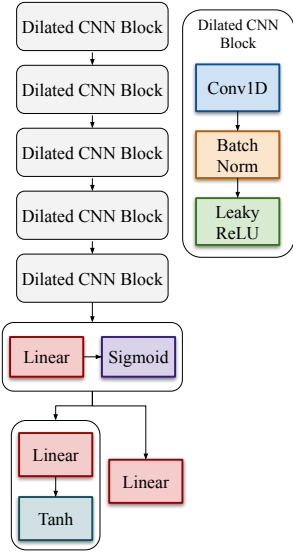 Dilated CNN Block
Dilated CNN Block
Dilated CNN Block
Dilated CNN Block
Dilated CNN Block
Linear
Sigmoid
Linear
Tanh
Linear
Dilated CNN
Block
Conv1D
Batch
Norm
Leaky
ReLU